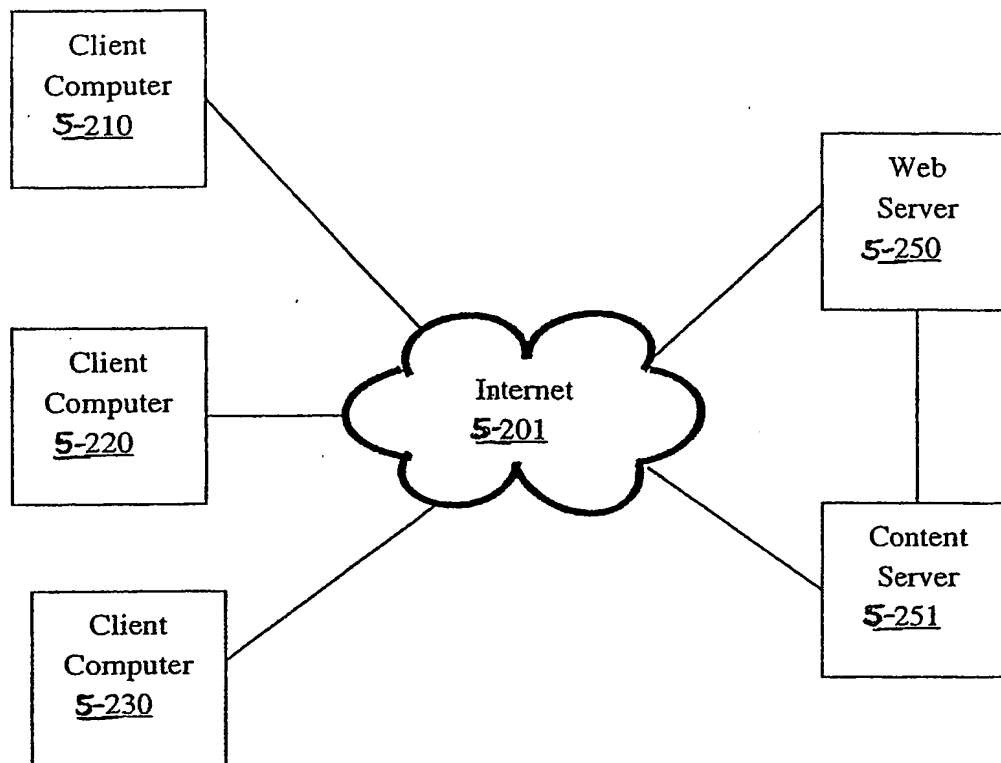 Client
Computer
5-210
Client
Computer
5-220
Client
Computer
5-230
Internet
5-201
Web
Server
5-250
Content
Server
5-251